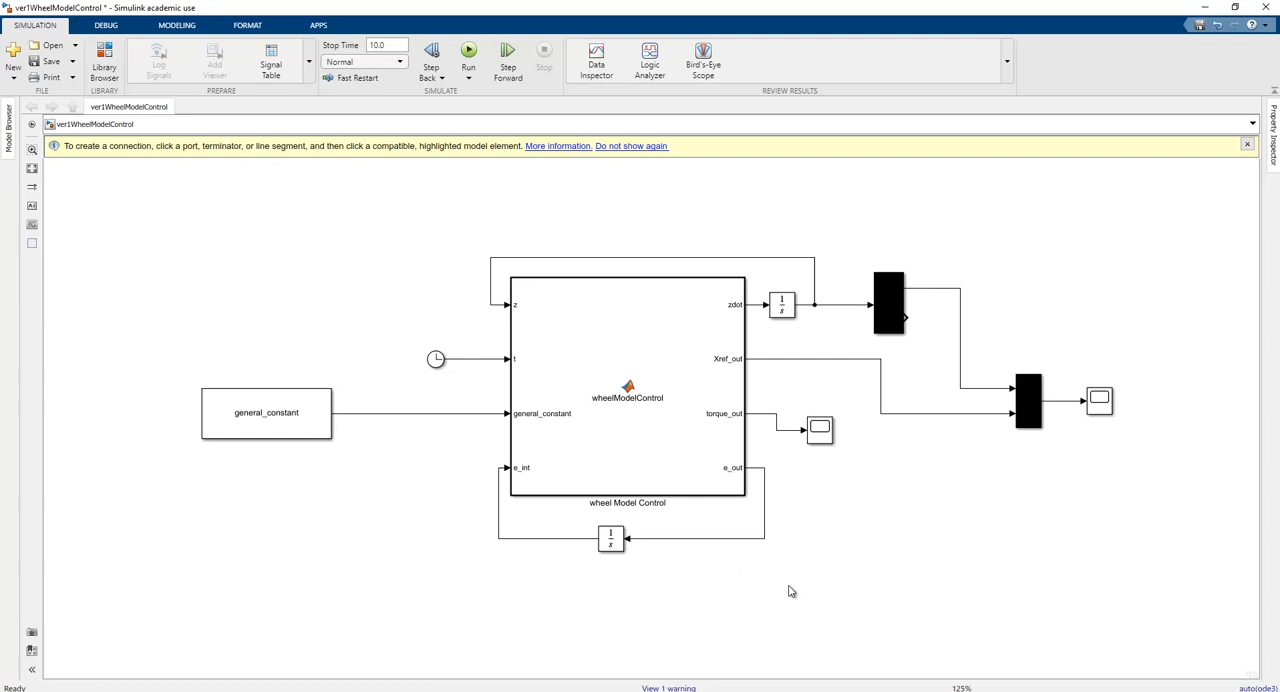 ver1WheelModelControl * - Simulink academic use
SIMULATION DEBUG MODELING FORMAT APPS
New
Open
Save
Print
FILE
Library
Browser
LIBRARY
Log
Signals
Add
Viewer
Signal
Table
PREPARE
Stop Time 10.0
Normal
Fast Restart
Step
Back
Run
Step
Forward
Stop
SIMULATE
Data
Inspector
Logic
Analyzer
Bird's-Eye
Scope
REVIEW RESULTS
Model Browser
ver1WheelModelControl
ver1WheelModelControl
Property Inspector
To create a connection, click a port, terminator, or line segment, and then click a compatible, highlighted model element. More information. Do not show again
z
zdot
1
s
t
Xref_out
wheelModelControl
general_constant
general_constant
torque_out
e_int
e_out
wheel Model Control
1
s
Ready
View 1 warning
125%
auto(ode3)